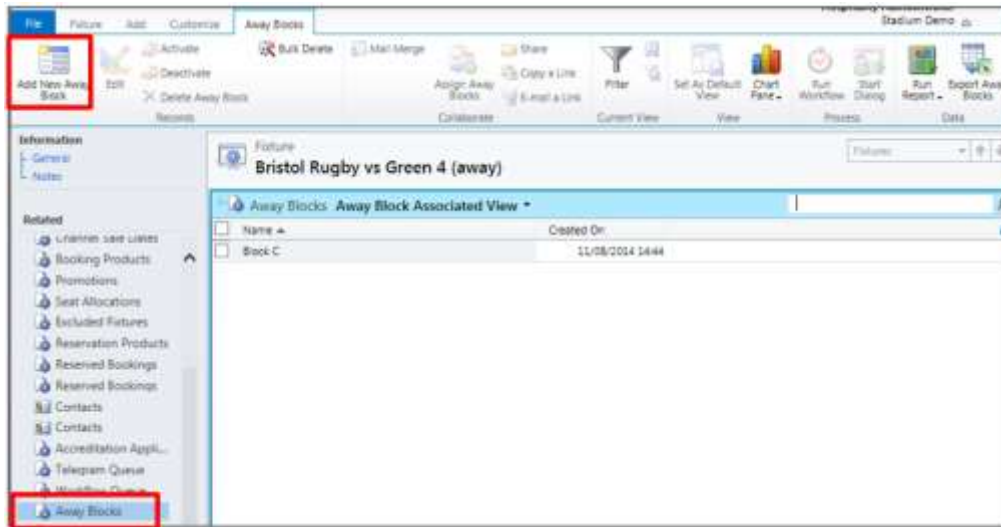 Stadium Demo
File Fixture Add Customize Away Blocks
Add New Away Block
Edit
Activate
Deactivate
Delete Away Block
Bulk Delete
Mail Merge
Assign Away Blocks
Share
Copy a Link
E-mail a Link
Filter
Set As Default View
Chart Pane
Run Workflow
Start Dialog
Run Report
Export Away Blocks
Records Collaborate Current View View Process Data
Information
General
Notes
Fixture
Bristol Rugby vs Green 4 (away)
Fixtures
Away Blocks Away Block Associated View
Name Created On
Block C 11/08/2014 14:44
Related
Channel Sale Dates
Booking Products
Promotions
Seat Allocations
Excluded Fixtures
Reservation Products
Reserved Bookings
Reserved Bookings
Contacts
Contacts
Accreditation Appli...
Telegram Queue
Workflow Queue
Away Blocks